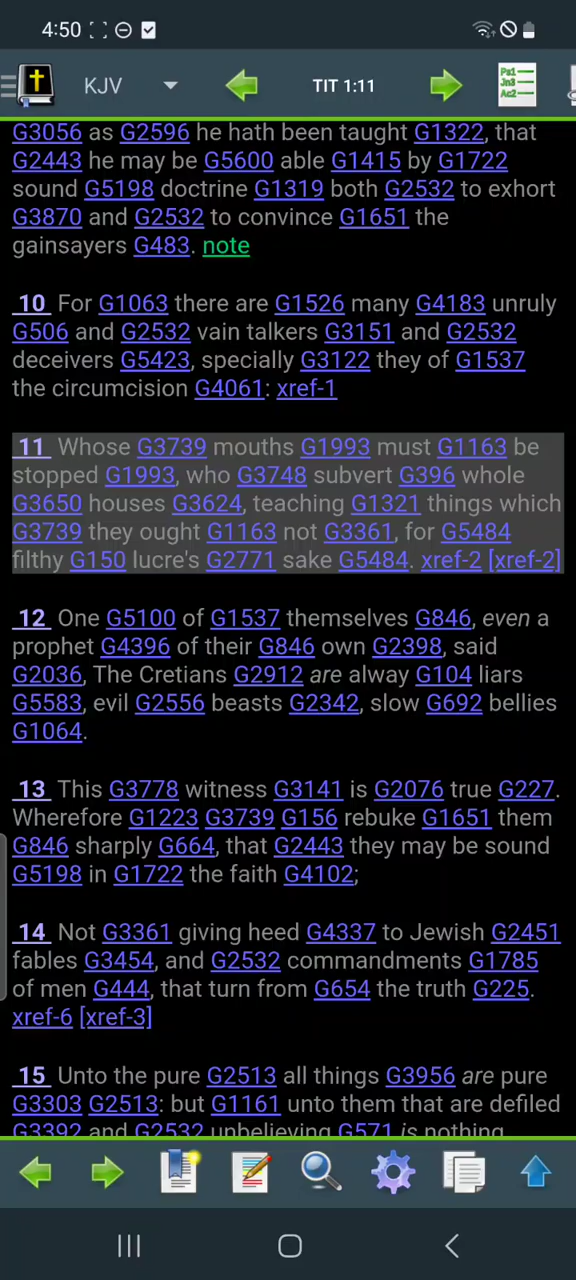 4:50
KJV TIT 1:11 Ps1 Jn3 Ac2
G3056 as G2596 he hath been taught G1322, that
G2443 he may be G5600 able G1415 by G1722
sound G5198 doctrine G1319 both G2532 to exhort
G3870 and G2532 to convince G1651 the
gainsayers G483. note
10 For G1063 there are G1526 many G4183 unruly
G506 and G2532 vain talkers G3151 and G2532
deceivers G5423, specially G3122 they of G1537
the circumcision G4061: xref-1
11 Whose G3739 mouths G1993 must G1163 be
stopped G1993, who G3748 subvert G396 whole
G3650 houses G3624, teaching G1321 things which
G3739 they ought G1163 not G3361, for G5484
filthy G150 lucre's G2771 sake G5484. xref-2 [xref-2]
12 One G5100 of G1537 themselves G846, even a
prophet G4396 of their G846 own G2398, said
G2036, The Cretians G2912 are alway G104 liars
G5583, evil G2556 beasts G2342, slow G692 bellies
G1064.
13 This G3778 witness G3141 is G2076 true G227.
Wherefore G1223 G3739 G156 rebuke G1651 them
G846 sharply G664, that G2443 they may be sound
G5198 in G1722 the faith G4102;
14 Not G3361 giving heed G4337 to Jewish G2451
fables G3454, and G2532 commandments G1785
of men G444, that turn from G654 the truth G225.
xref-6 [xref-3]
15 Unto the pure G2513 all things G3956 are pure
G3303 G2513: but G1161 unto them that are defiled
G3392 and G2532 unbelieving G571 is nothing